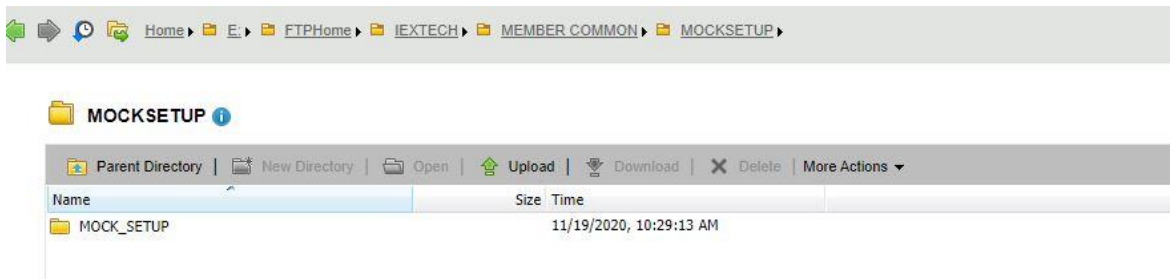 Home E: FTPHome IEXTECH MEMBER COMMON MOCKSETUP
MOCKSETUP
Parent Directory | New Directory | Open | Upload | Download | Delete | More Actions
Name Size Time
MOCK_SETUP 11/19/2020, 10:29:13 AM